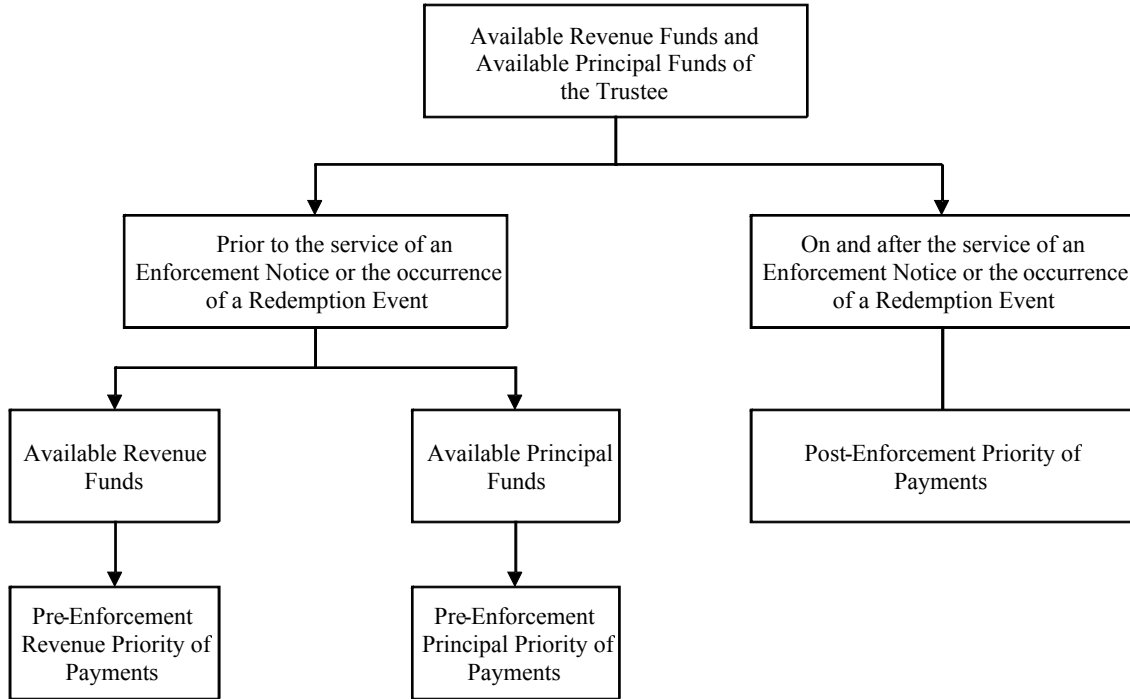 Available Revenue Funds and
Available Principal Funds of
the Trustee
Prior to the service of an
Enforcement Notice or the occurrence
of a Redemption Event
On and after the service of an
Enforcement Notice or the occurrence
of a Redemption Event
Available Revenue
Funds
Available Principal
Funds
Post-Enforcement Priority of
Payments
Pre-Enforcement
Revenue Priority of
Payments
Pre-Enforcement
Principal Priority of
Payments